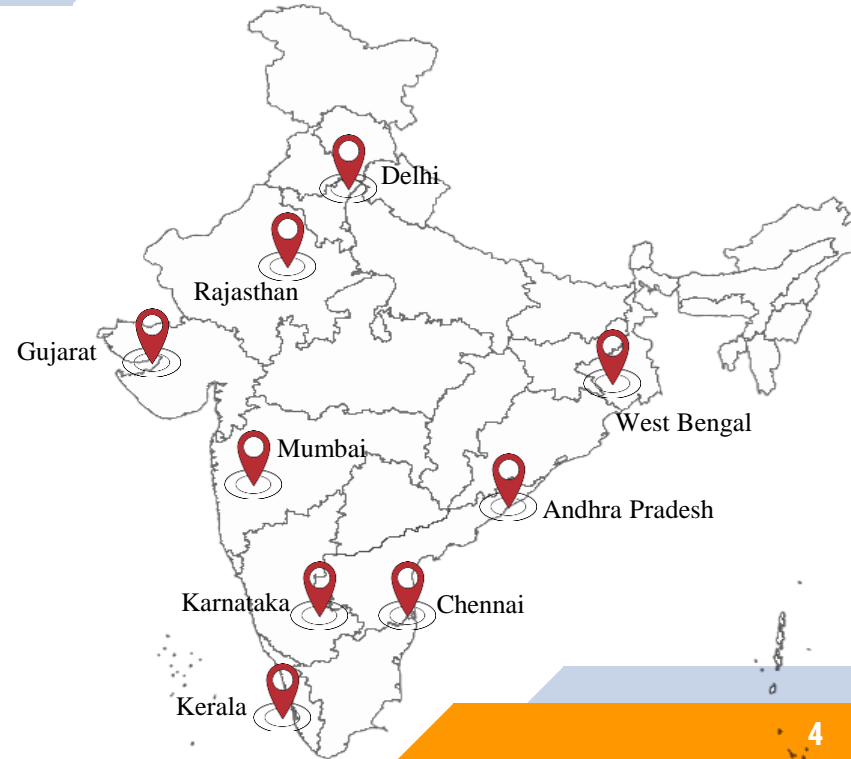 Delhi
Rajasthan
Gujarat
West Bengal
Mumbai
Andhra Pradesh
Karnataka
Chennai
Kerala
4